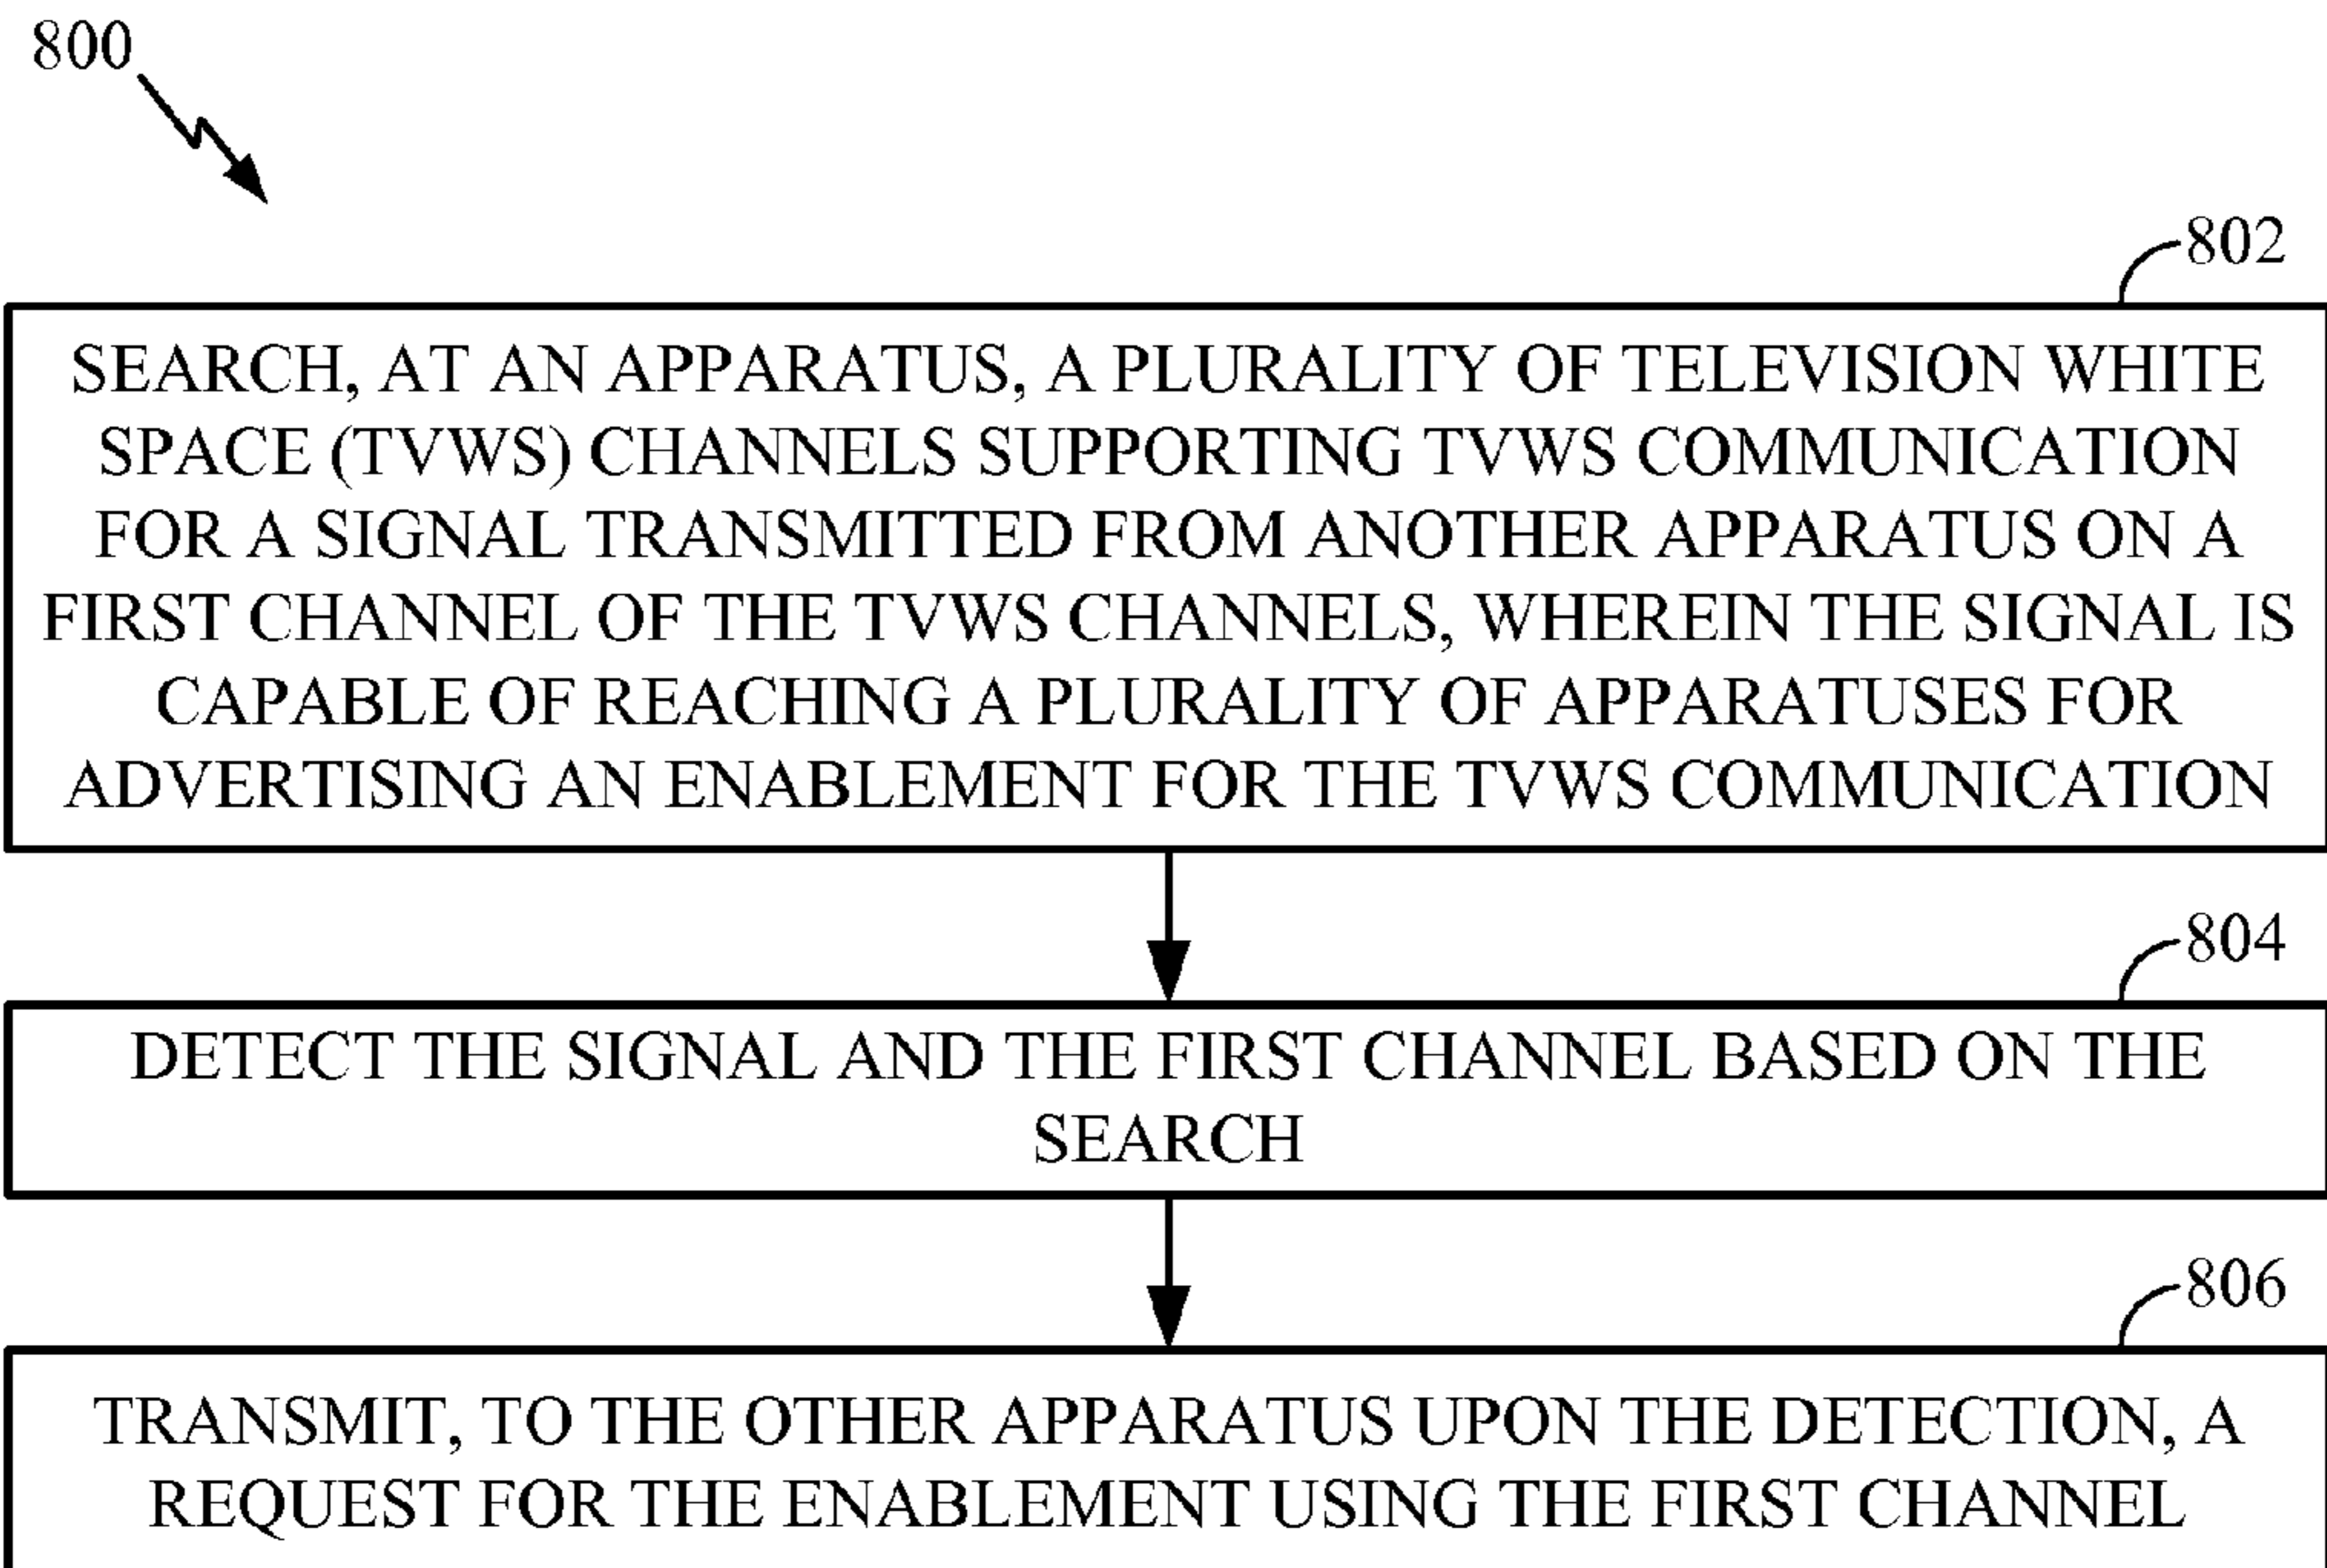 800
802
SEARCH, AT AN APPARATUS, A PLURALITY OF TELEVISION WHITE
SPACE (TVWS) CHANNELS SUPPORTING TVWS COMMUNICATION
FOR A SIGNAL TRANSMITTED FROM ANOTHER APPARATUS ON A
FIRST CHANNEL OF THE TVWS CHANNELS, WHEREIN THE SIGNAL IS
CAPABLE OF REACHING A PLURALITY OF APPARATUSES FOR
ADVERTISING AN ENABLEMENT FOR THE TVWS COMMUNICATION
804
DETECT THE SIGNAL AND THE FIRST CHANNEL BASED ON THE
SEARCH
806
TRANSMIT, TO THE OTHER APPARATUS UPON THE DETECTION, A
REQUEST FOR THE ENABLEMENT USING THE FIRST CHANNEL